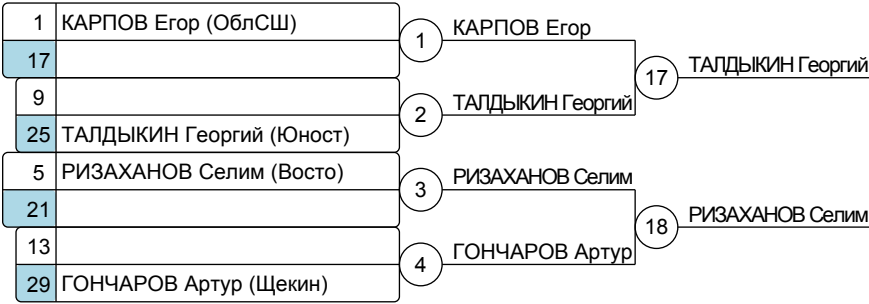 1 КАРПОВ Егор (ОблСШ)
17
1 КАРПОВ Егор
9
25 ТАЛДЫКИН Георгий (Юност)
2 ТАЛДЫКИН Георгий
17 ТАЛДЫКИН Георгий
5 РИЗАХАНОВ Селим (Восто)
21
3 РИЗАХАНОВ Селим
13
29 ГОНЧАРОВ Артур (Щекин)
4 ГОНЧАРОВ Артур
18 РИЗАХАНОВ Селим